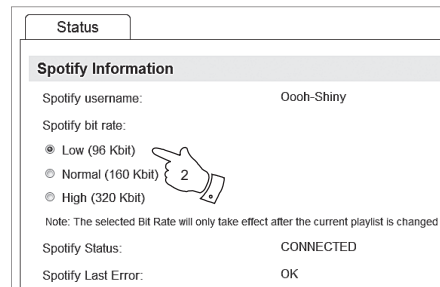 Status
Spotify Information
Spotify username: Oooh-Shiny
Spotify bit rate:
Low (96 Kbit)
Normal (160 Kbit) 2
High (320 Kbit)
Note: The selected Bit Rate will only take effect after the current playlist is changed
Spotify Status: CONNECTED
Spotify Last Error: OK